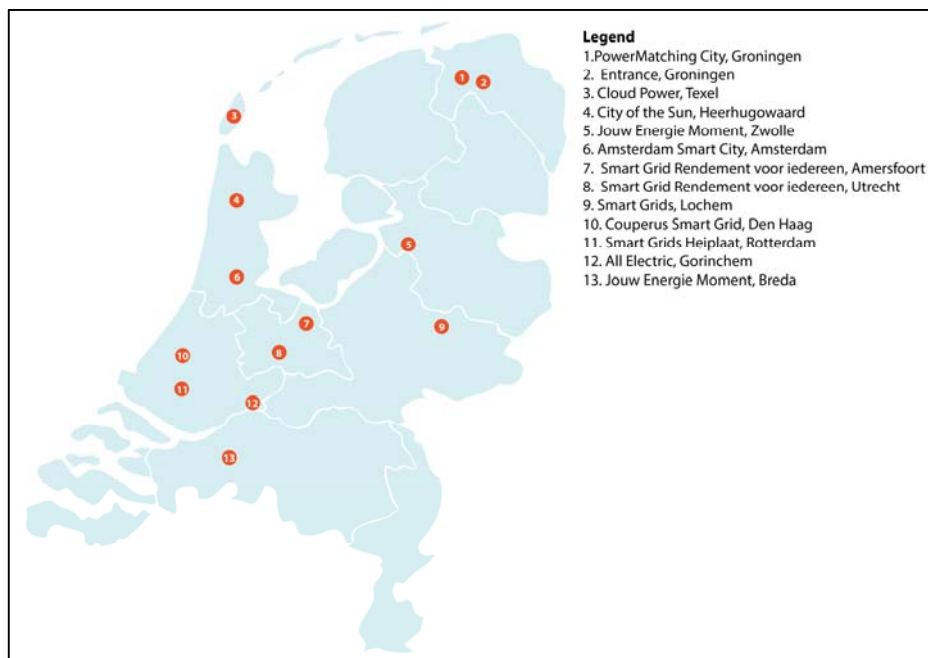 Legend
1.PowerMatching City, Groningen
2. Entrance, Groningen
3. Cloud Power, Texel
4. City of the Sun, Heerhugowaard
5. Jouw Energie Moment, Zwolle
6. Amsterdam Smart City, Amsterdam
7. Smart Grid Rendement voor iedereen, Amersfoort
8. Smart Grid Rendement voor iedereen, Utrecht
9. Smart Grids, Lochem
10. Couperus Smart Grid, Den Haag
11. Smart Grids Heiplaat, Rotterdam
12. All Electric, Gorinchem
13. Jouw Energie Moment, Breda
1
2
3
4
5
6
7
9
8
10
11
12
13